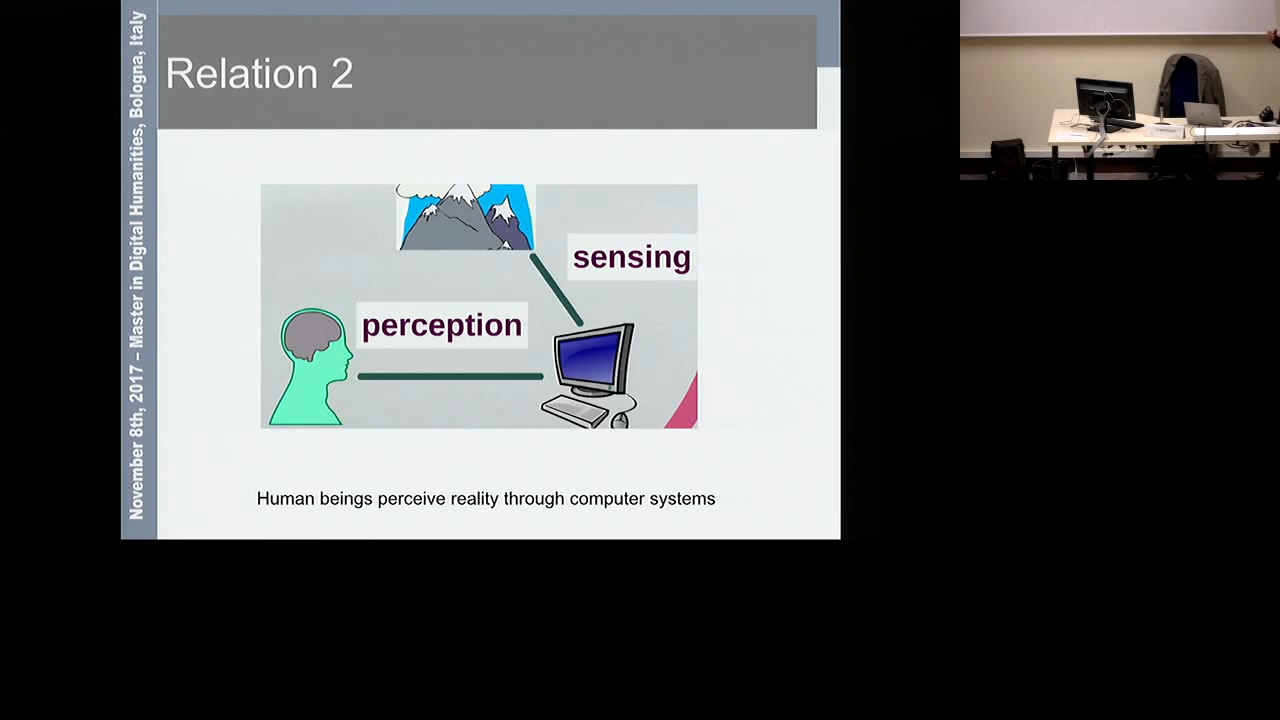 November 8th, 2017 – Master in Digital Humanities, Bologna, Italy
Relation 2
sensing
perception
Human beings perceive reality through computer systems